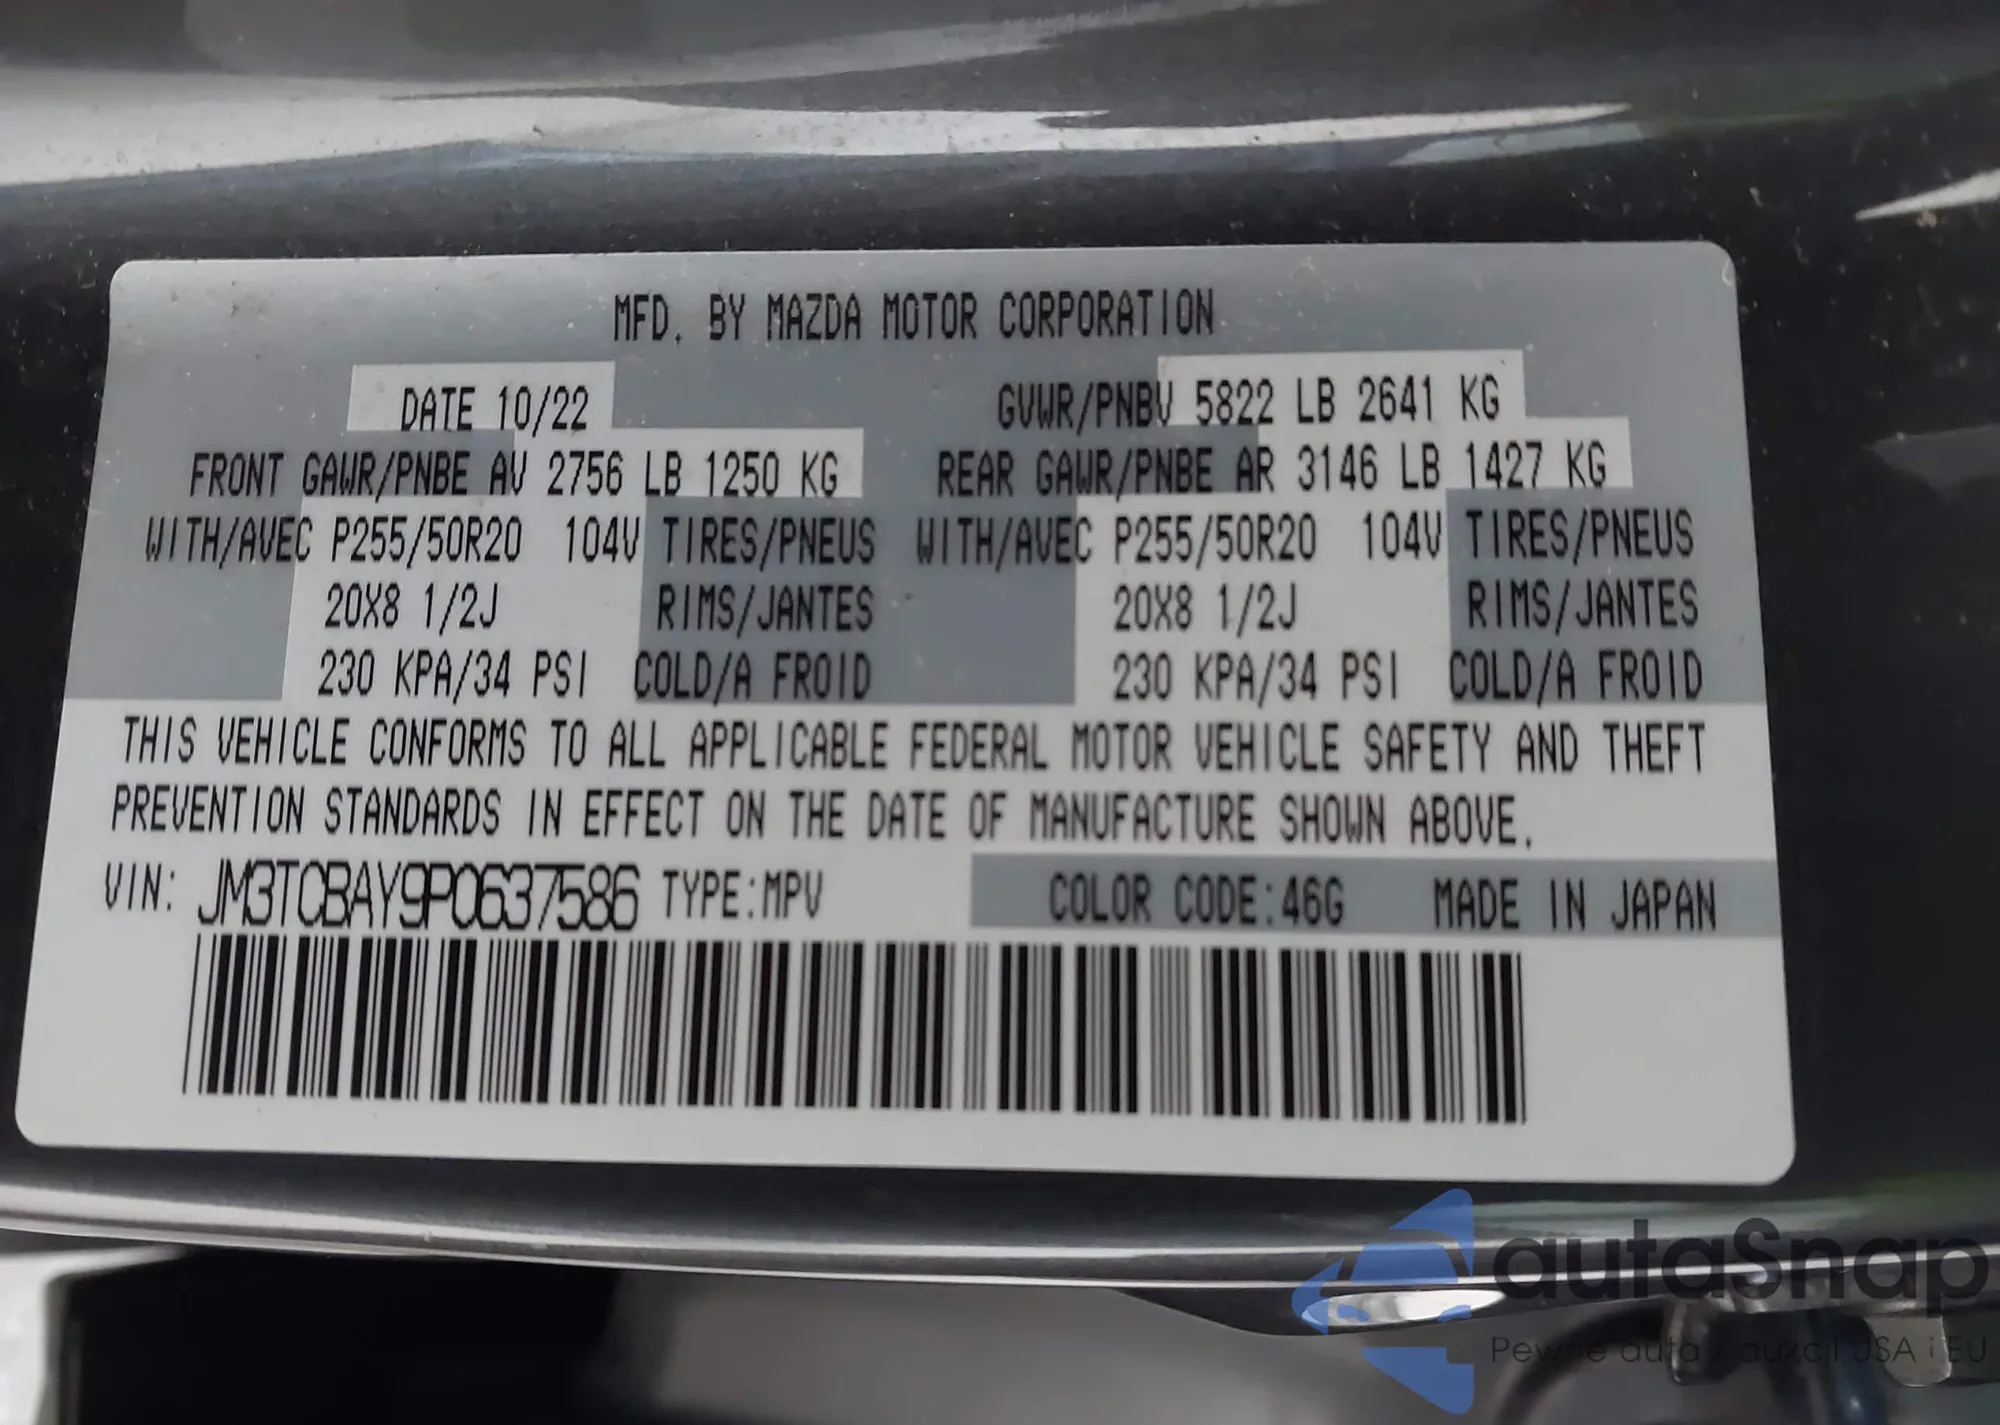 MFD. BY MAZDA MOTOR CORPORATION
DATE 10/22 GVWR/PNBV 5822 LB 2641 KG
FRONT GAWR/PNBE AV 2756 LB 1250 KG REAR GAWR/PNBE AR 3146 LB 1427 KG
WITH/AVEC P255/50R20 104V TIRES/PNEUS WITH/AVEC P255/50R20 104V TIRES/PNEUS
20X8 1/2J RIMS/JANTES 20X8 1/2J RIMS/JANTES
230 KPA/34 PSI COLD/A FROID 230 KPA/34 PSI COLD/A FROID
THIS VEHICLE CONFORMS TO ALL APPLICABLE FEDERAL MOTOR VEHICLE SAFETY AND THEFT
PREVENTION STANDARDS IN EFFECT ON THE DATE OF MANUFACTURE SHOWN ABOVE.
VIN: JM3TCBAY9P0637586 TYPE:MPV COLOR CODE:46G MADE IN JAPAN
autaSnap
Pewne auta z aukcji USA i EU